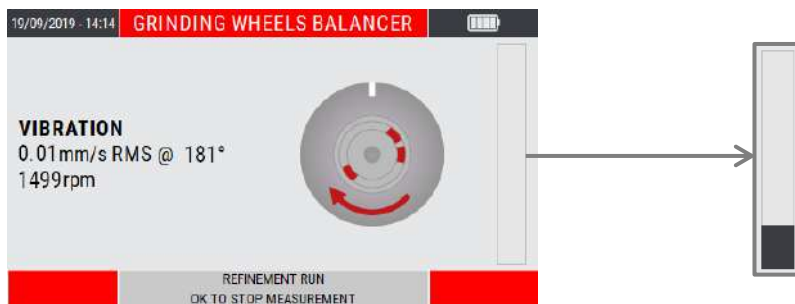 19/09/2019 - 14:14 GRINDING WHEELS BALANCER
VIBRATION
0.01mm/s RMS @ 181°
1499rpm
REFINEMENT RUN
OK TO STOP MEASUREMENT